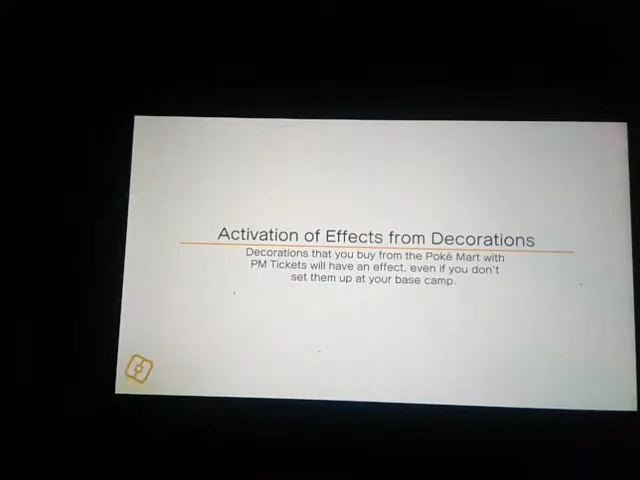 Activation of Effects from Decorations
Decorations that you buy from the Poké Mart with
PM Tickets will have an effect, even if you don't
set them up at your base camp.